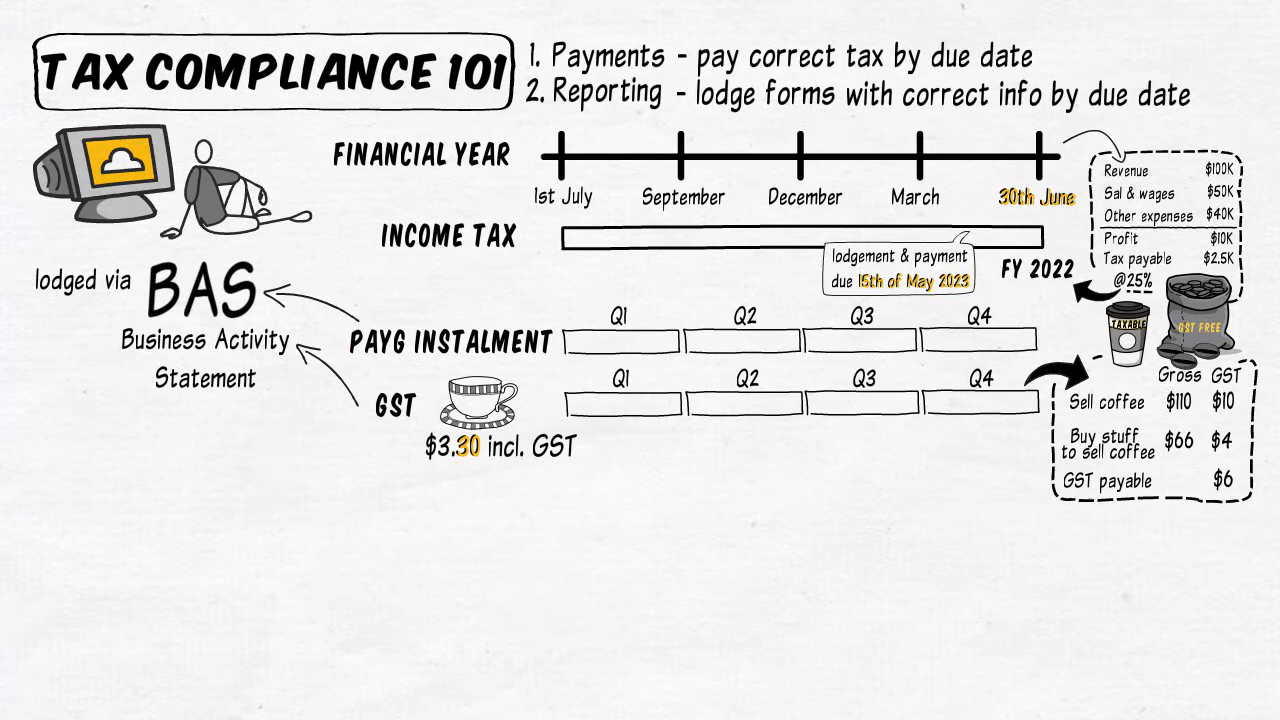 TAX COMPLIANCE 101
1. Payments - pay correct tax by due date
2. Reporting - lodge forms with correct info by due date
FINANCIAL YEAR
1st July September December March 30th June
Revenue $100K
Sal & wages $50K
Other expenses $40K
Profit $10K
Tax payable $2.5K
@25%
INCOME TAX
lodgement & payment
due 15th of May 2023
FY 2022
lodged via BAS
Business Activity
Statement
PAYG INSTALMENT
Q1 Q2 Q3 Q4
GST
Q1 Q2 Q3 Q4
$3.30 incl. GST
TAXABLE
GST FREE
Gross GST
Sell coffee $110 $10
Buy stuff
to sell coffee $66 $4
GST payable $6